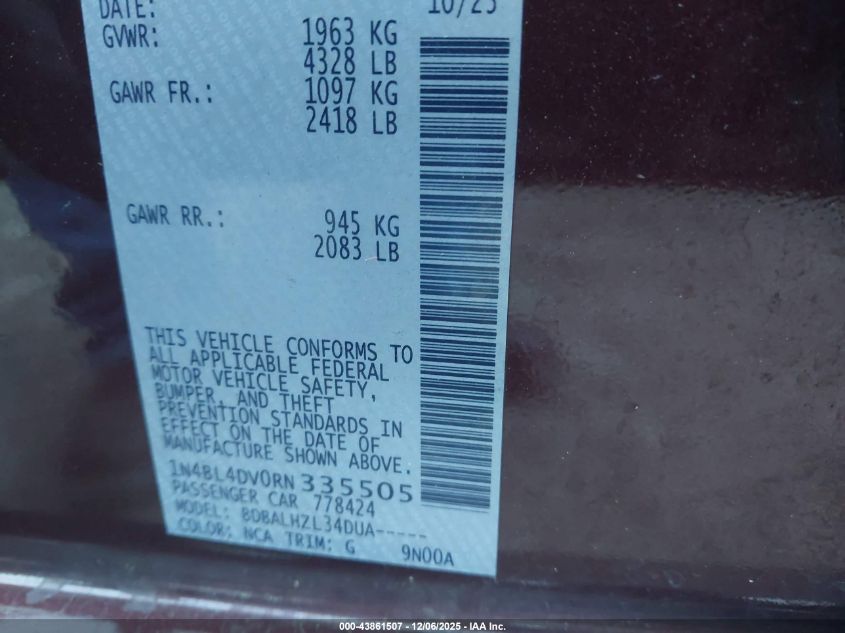 DATE: 10/23
GVWR: 1963 KG
4328 LB
GAWR FR.: 1097 KG
2418 LB
GAWR RR.: 945 KG
2083 LB
THIS VEHICLE CONFORMS TO
ALL APPLICABLE FEDERAL
MOTOR VEHICLE SAFETY,
BUMPER, AND THEFT
PREVENTION STANDARDS IN
EFFECT ON THE DATE OF
MANUFACTURE SHOWN ABOVE.
1N4BL4DV0RN335505
PASSENGER CAR 778424
MODEL: BDBALHZL34DUA-----
COLOR: NCA TRIM: G 9N00A
000-43861507 - 12/06/2025 - IAA Inc.